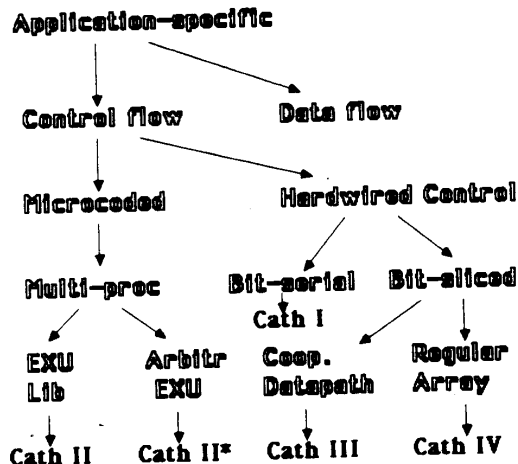 Application-specific
Control flow
Data flow
Microcoded
Hardwired Control
Multi-proc
Bit-serial
Bit-sliced
Cath I
EXU
Lib
Arbitr
EXU
Coop.
Datapath
Regular
Array
Cath II
Cath II*
Cath III
Cath IV